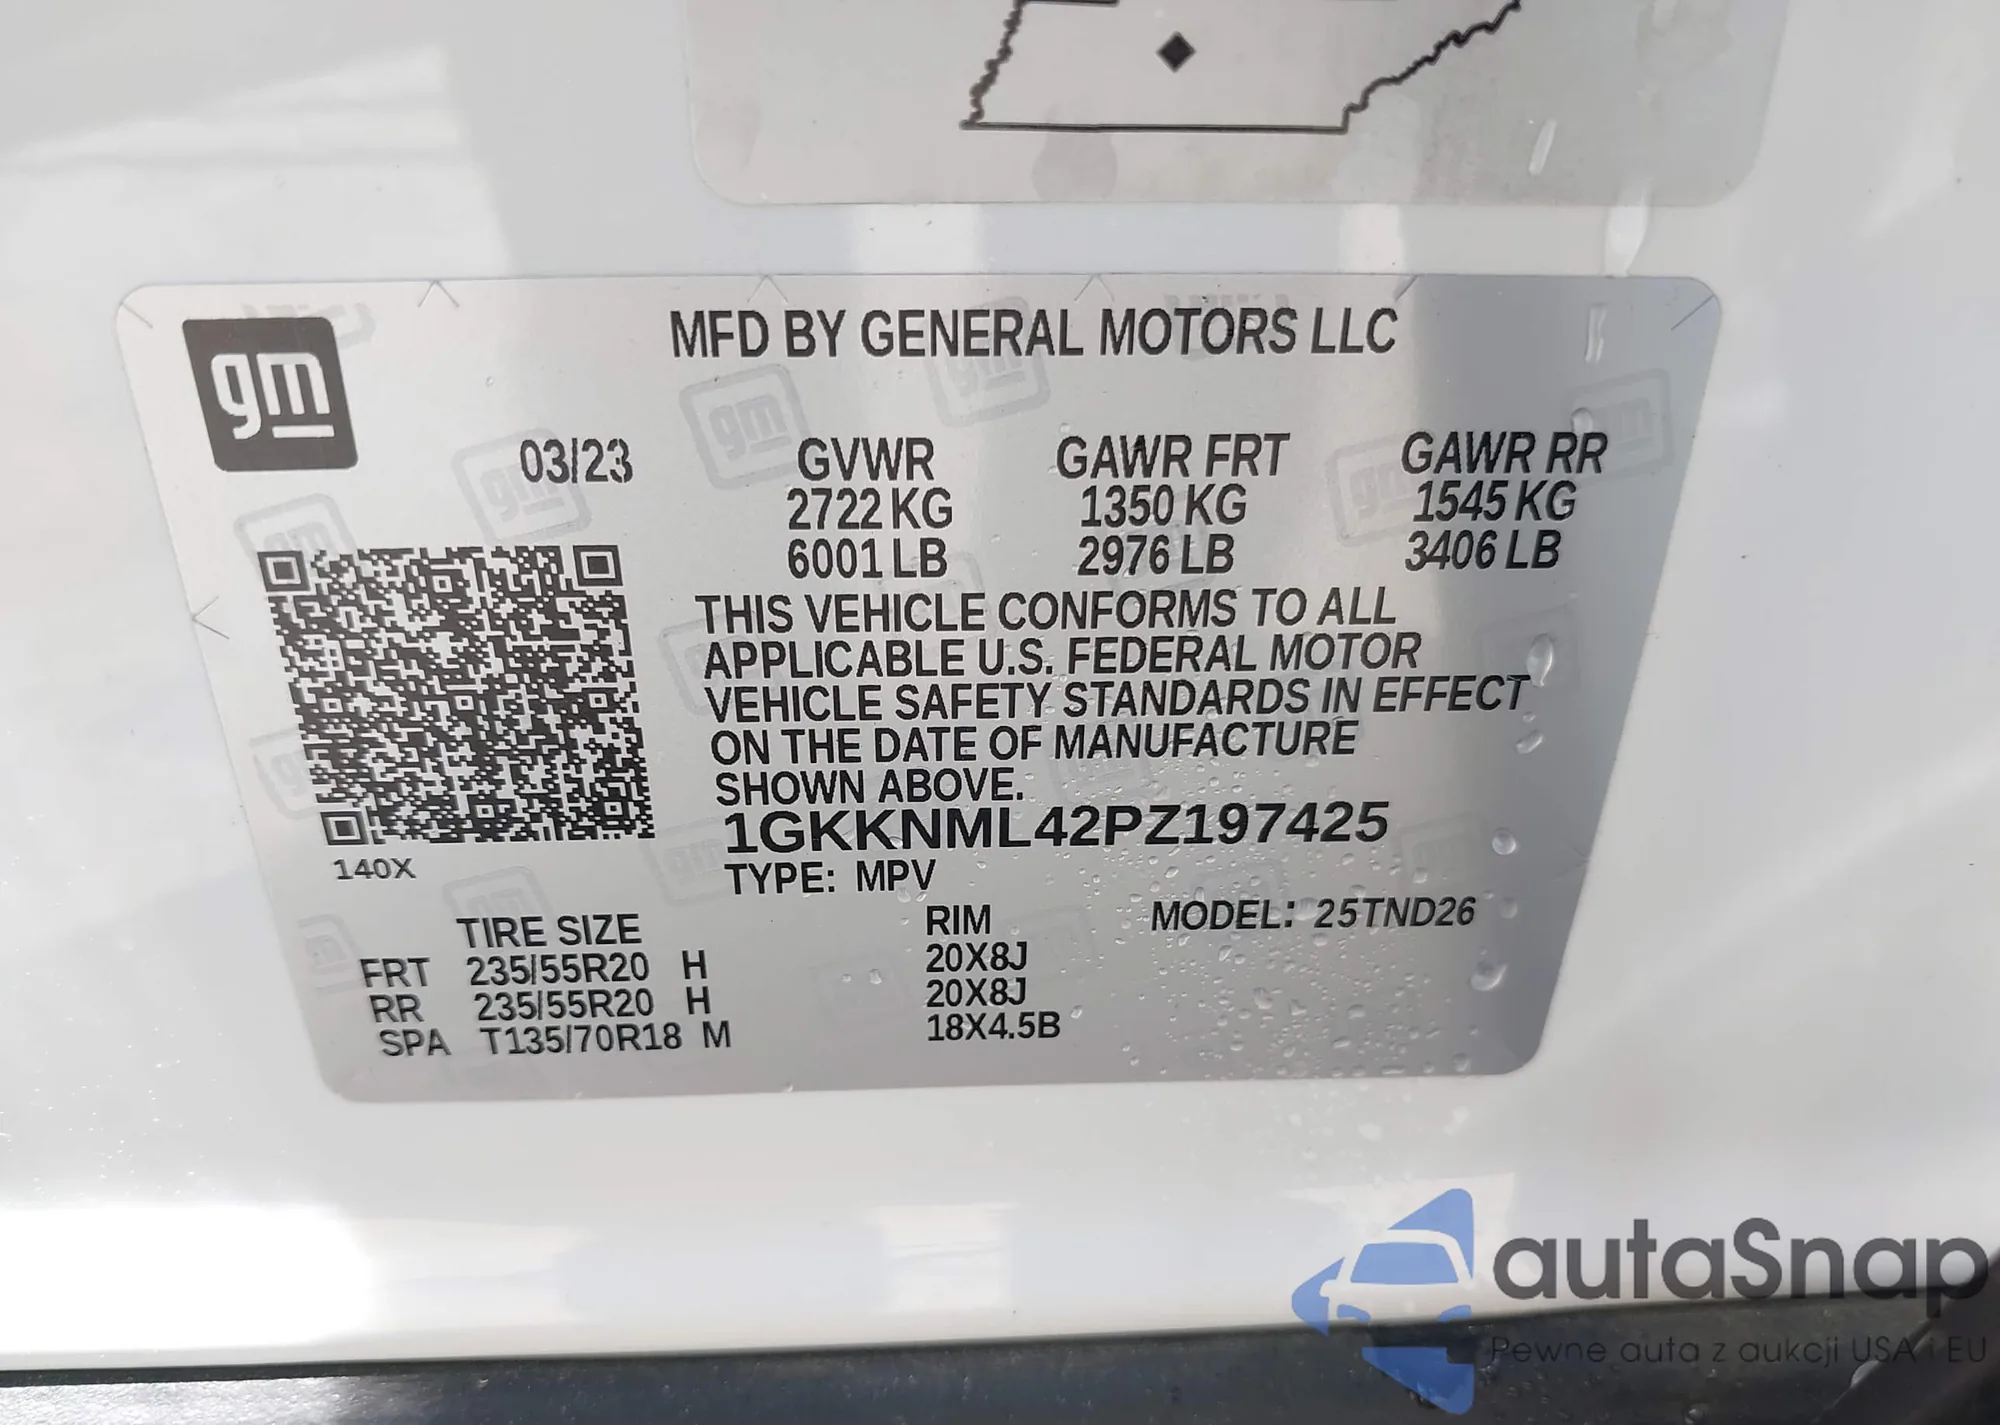 MFD BY GENERAL MOTORS LLC
gm
03/23 GVWR GAWR FRT GAWR RR
2722 KG 1350 KG 1545 KG
6001 LB 2976 LB 3406 LB
THIS VEHICLE CONFORMS TO ALL
APPLICABLE U.S. FEDERAL MOTOR
VEHICLE SAFETY STANDARDS IN EFFECT
ON THE DATE OF MANUFACTURE
SHOWN ABOVE.
1GKKNML42PZ197425
140X
TYPE: MPV
TIRE SIZE RIM MODEL: 25TND26
FRT 235/55R20 H 20X8J
RR 235/55R20 H 20X8J
SPA T135/70R18 M 18X4.5B
autaSnap
Pewne auta z aukcji USA i EU